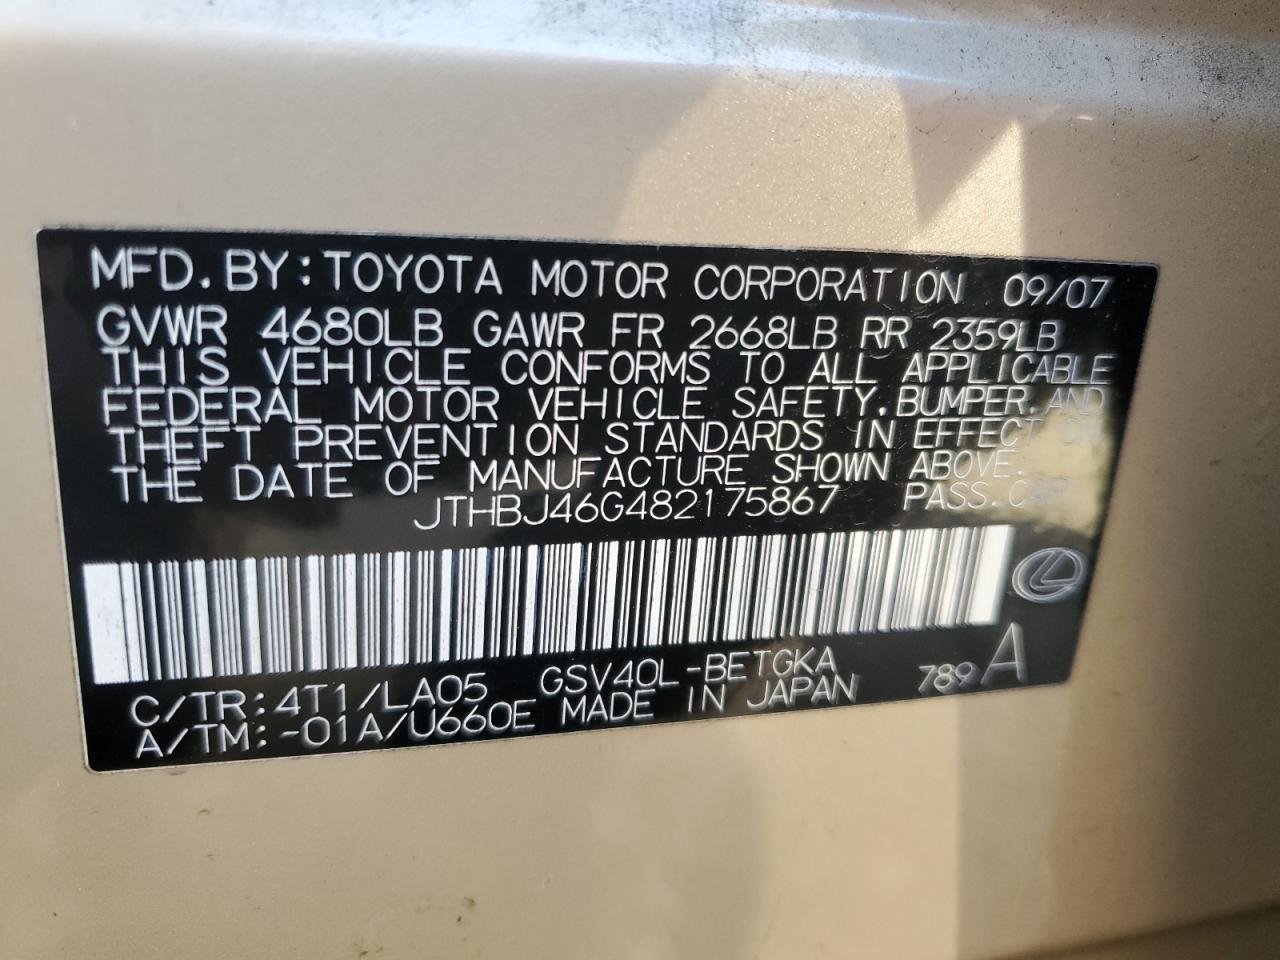 MFD.BY:TOYOTA MOTOR CORPORATION 09/07
GVWR 4680LB GAWR FR 2668LB RR 2359LB
THIS VEHICLE CONFORMS TO ALL APPLICABLE
FEDERAL MOTOR VEHICLE SAFETY,BUMPER,AND
THEFT PREVENTION STANDARDS IN EFFECT ON
THE DATE OF MANUFACTURE SHOWN ABOVE.
JTHBJ46G482175867 PASS.CAR
C/TR:4T1/LA05 GSV40L-BETGKA 789A
A/TM:-01A/U660E MADE IN JAPAN